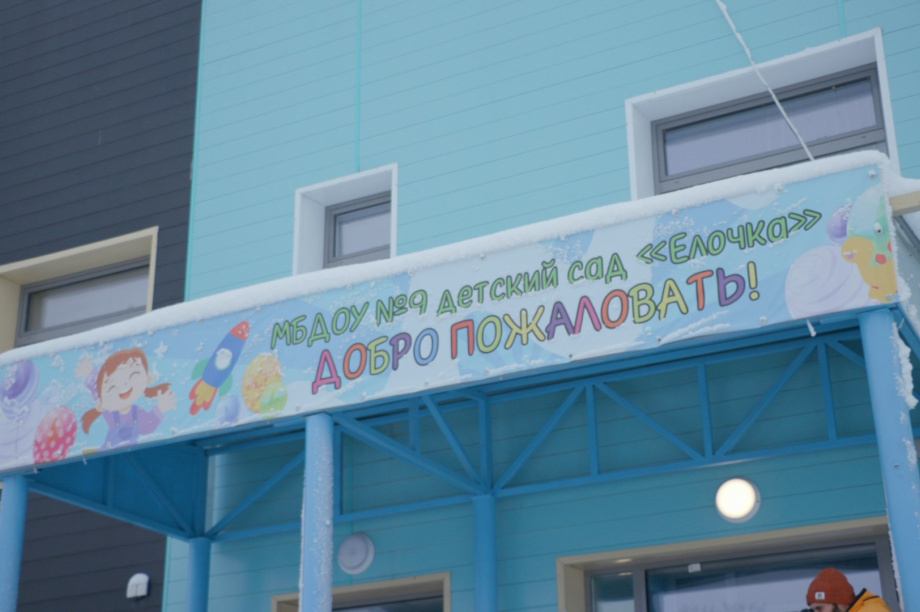 МБДОУ №9 детский сад «Елочка»
ДОБРО ПОЖАЛОВАТЬ!